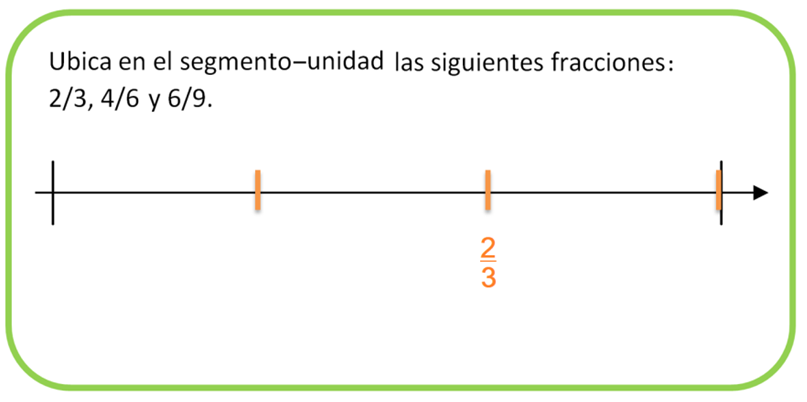 Ubica en el segmento–unidad las siguientes fracciones:
2/3, 4/6 y 6/9.
2
3